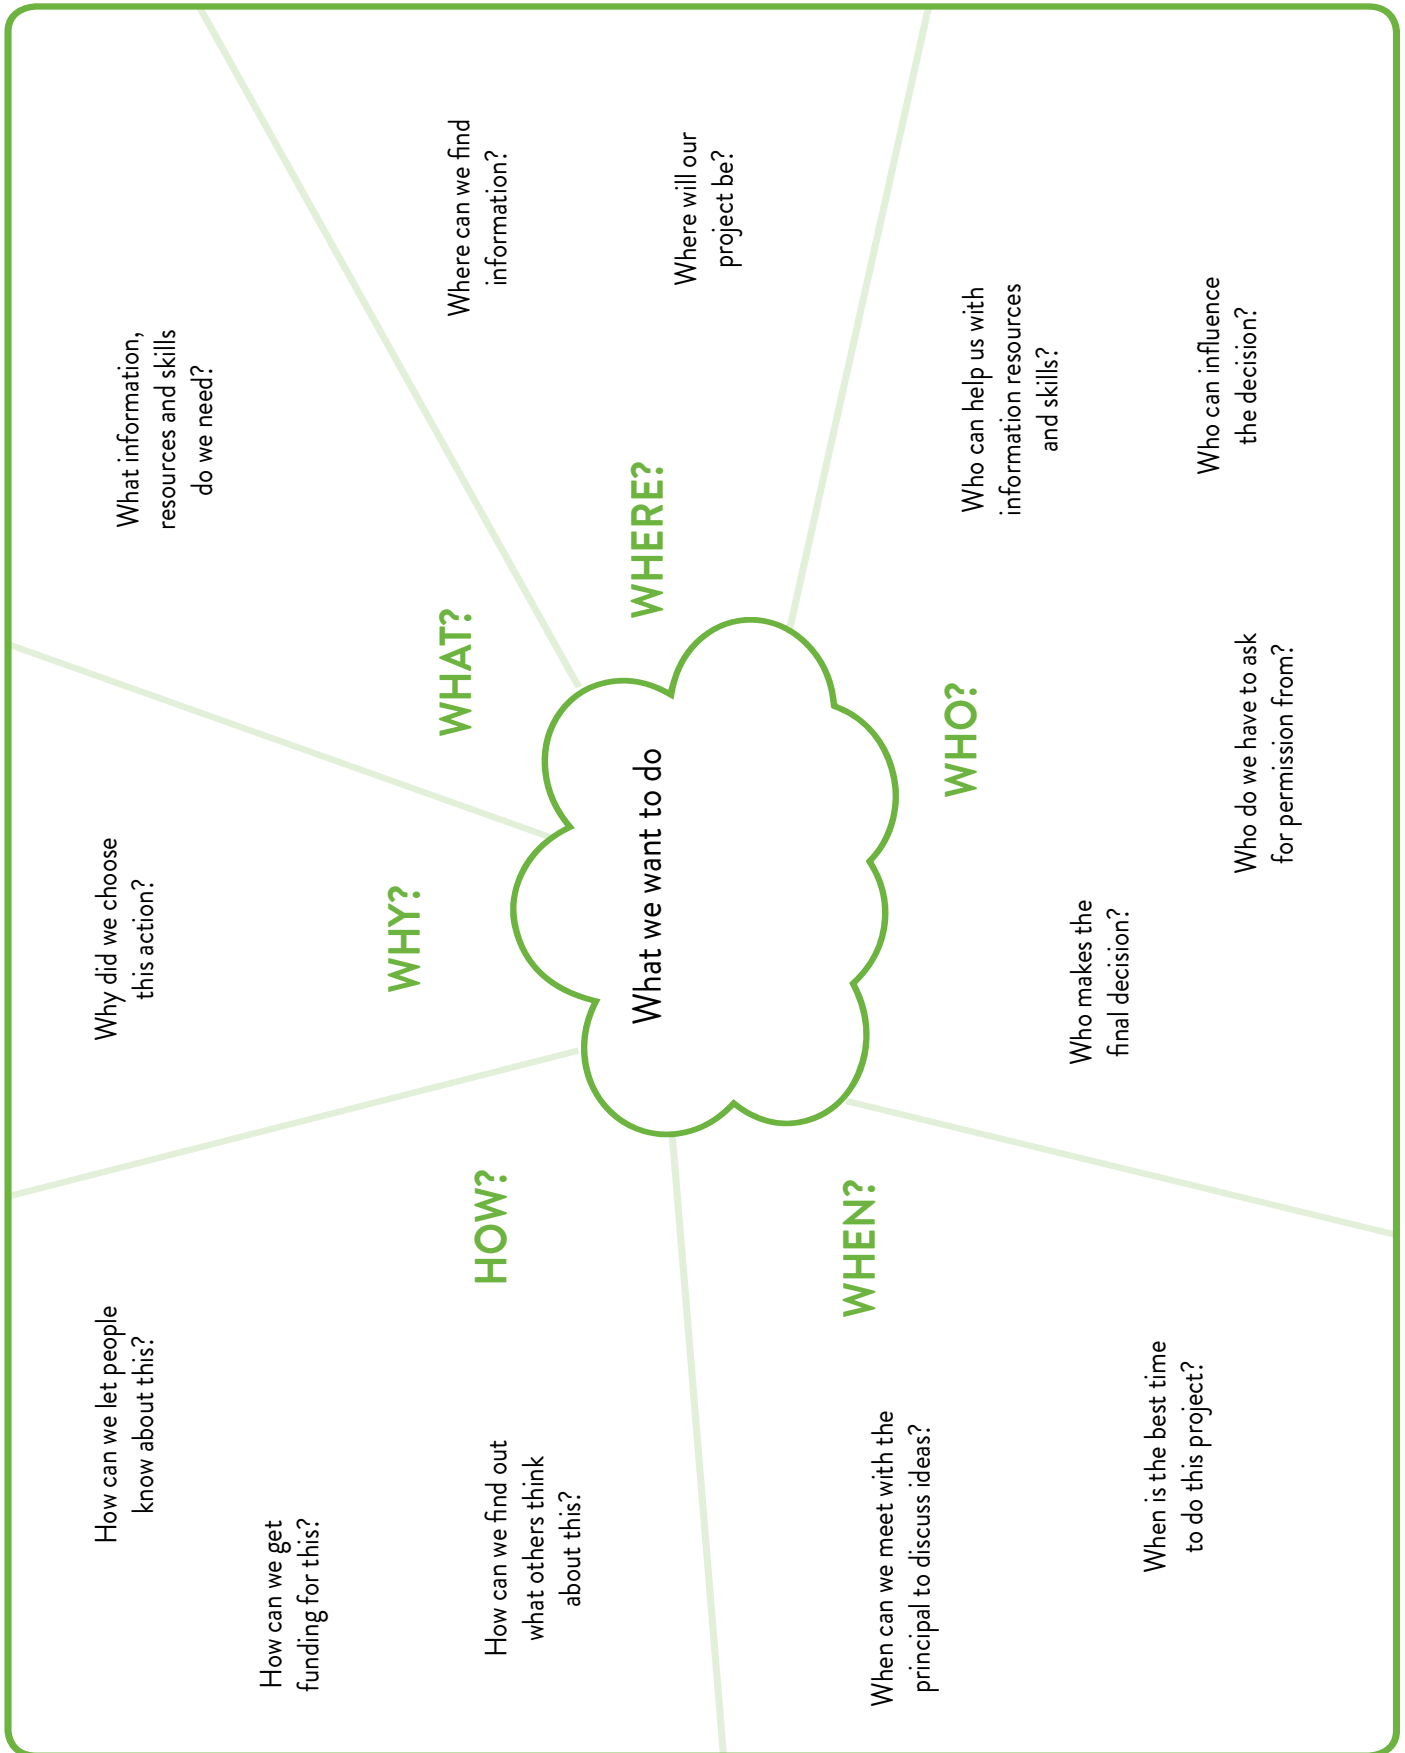 How can we let people
know about this?
How can we get
funding for this?
How can we find out
what others think
about this?
HOW?
Why did we choose
this action?
WHY?
What information,
resources and skills
do we need?
WHAT?
Where can we find
information?
Where will our
project be?
WHERE?
What we want to do
WHO?
Who can help us with
information resources
and skills?
Who can influence
the decision?
Who do we have to ask
for permission from?
Who makes the
final decision?
WHEN?
When can we meet with the
principal to discuss ideas?
When is the best time
to do this project?